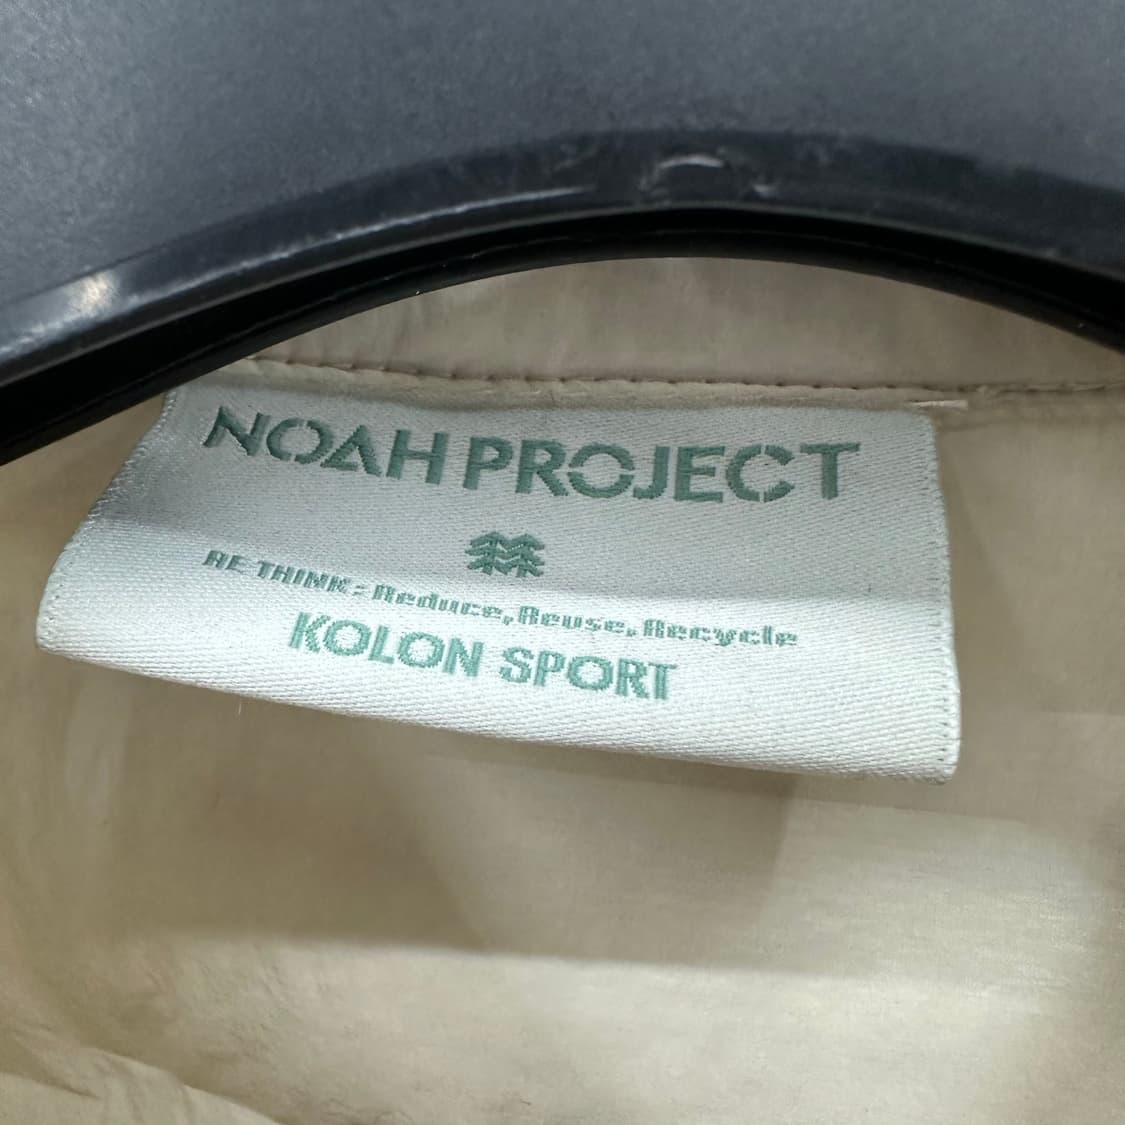 NOAH PROJECT
RE THINK : Reduce, Reuse, Recycle
KOLON SPORT